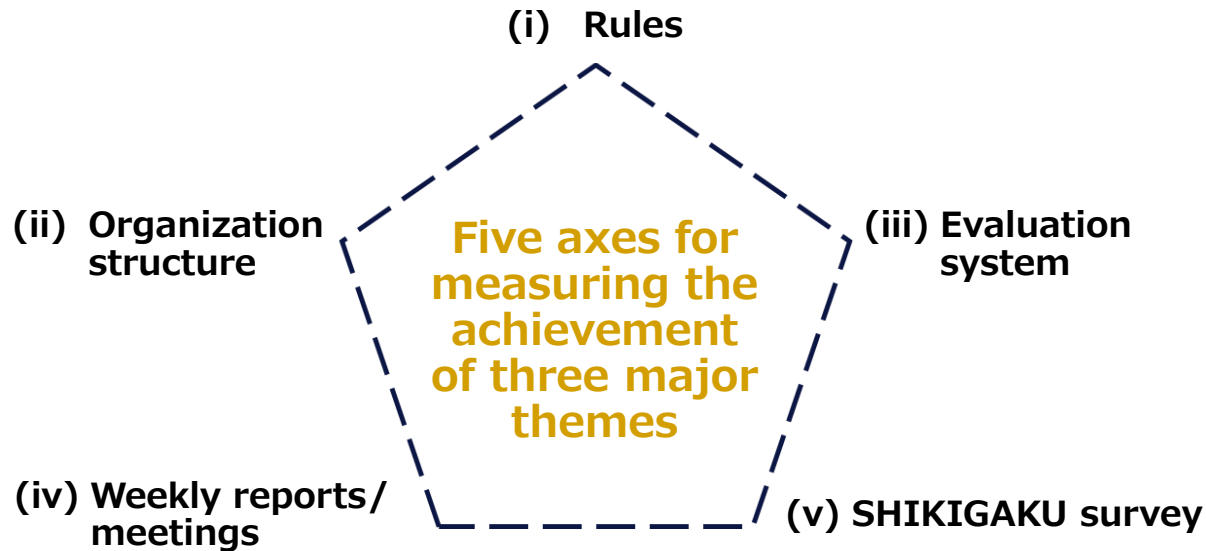 (i) Rules
(ii) Organization
structure
(iii) Evaluation
system
Five axes for
measuring the
achievement
of three major
themes
(iv) Weekly reports/
meetings
(v) SHIKIGAKU survey